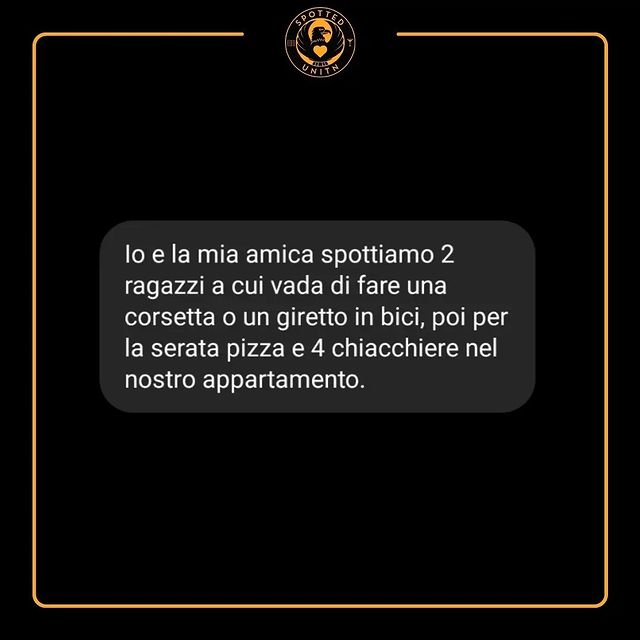 SPOTTED
UNITN
Io e la mia amica spottiamo 2
ragazzi a cui vada di fare una
corsetta o un giretto in bici, poi per
la serata pizza e 4 chiacchiere nel
nostro appartamento.